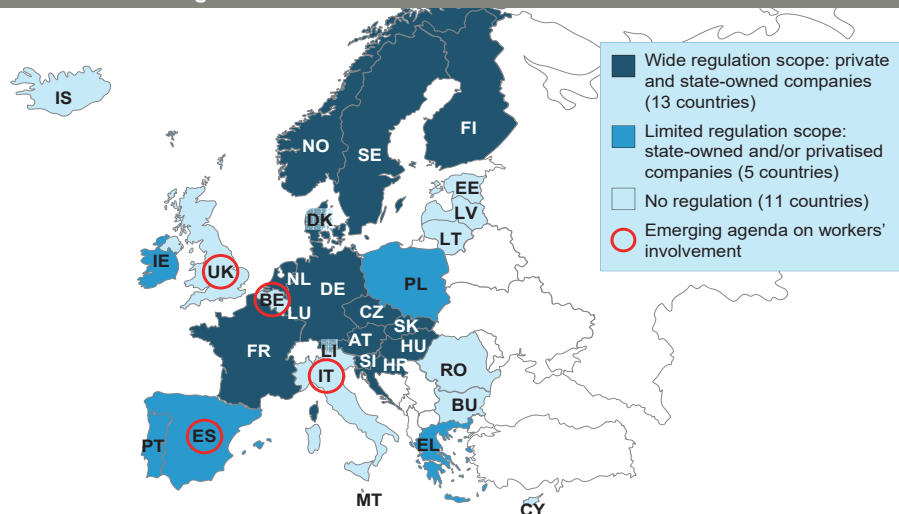 Wide regulation scope: private
and state-owned companies
(13 countries)
Limited regulation scope:
state-owned and/or privatised
companies (5 countries)
No regulation (11 countries)
Emerging agenda on workers'
involvement
IS
FI
NO
SE
EE
DK
LV
LT
IE
UK
NL
BE
DE
PL
LU
CZ
SK
AT
HU
FR
LI
SI
HR
RO
IT
BU
ES
PT
EL
MT
CY